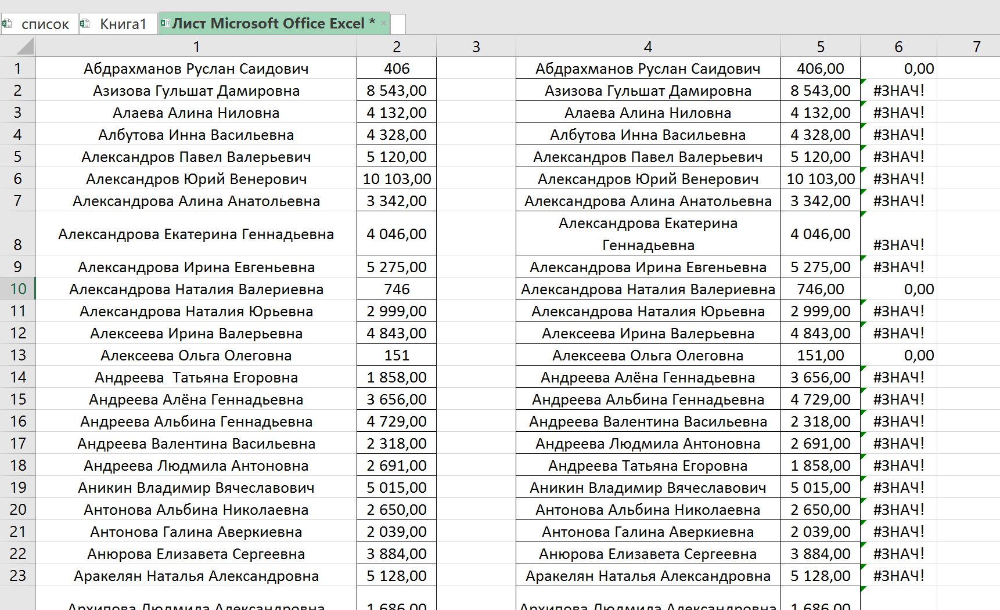 список Книга1 Лист Microsoft Office Excel *
1 2 3 4 5 6 7
1 Абдрахманов Руслан Саидович 406 Абдрахманов Руслан Саидович 406,00 0,00
2 Азизова Гульшат Дамировна 8 543,00 Азизова Гульшат Дамировна 8 543,00 #ЗНАЧ!
3 Алаева Алина Ниловна 4 132,00 Алаева Алина Ниловна 4 132,00 #ЗНАЧ!
4 Албутова Инна Васильевна 4 328,00 Албутова Инна Васильевна 4 328,00 #ЗНАЧ!
5 Александров Павел Валерьевич 5 120,00 Александров Павел Валерьевич 5 120,00 #ЗНАЧ!
6 Александров Юрий Венерович 10 103,00 Александров Юрий Венерович 10 103,00 #ЗНАЧ!
7 Александрова Алина Анатольевна 3 342,00 Александрова Алина Анатольевна 3 342,00 #ЗНАЧ!
8 Александрова Екатерина Геннадьевна 4 046,00 Александрова Екатерина
Геннадьевна 4 046,00 #ЗНАЧ!
9 Александрова Ирина Евгеньевна 5 275,00 Александрова Ирина Евгеньевна 5 275,00 #ЗНАЧ!
10 Александрова Наталия Валериевна 746 Александрова Наталия Валериевна 746,00 0,00
11 Александрова Наталия Юрьевна 2 999,00 Александрова Наталия Юрьевна 2 999,00 #ЗНАЧ!
12 Алексеева Ирина Валерьевна 4 843,00 Алексеева Ирина Валерьевна 4 843,00 #ЗНАЧ!
13 Алексеева Ольга Олеговна 151 Алексеева Ольга Олеговна 151,00 0,00
14 Андреева  Татьяна Егоровна 1 858,00 Андреева Алёна Геннадьевна 3 656,00 #ЗНАЧ!
15 Андреева Алёна Геннадьевна 3 656,00 Андреева Альбина Геннадьевна 4 729,00 #ЗНАЧ!
16 Андреева Альбина Геннадьевна 4 729,00 Андреева Валентина Васильевна 2 318,00 #ЗНАЧ!
17 Андреева Валентина Васильевна 2 318,00 Андреева Людмила Антоновна 2 691,00 #ЗНАЧ!
18 Андреева Людмила Антоновна 2 691,00 Андреева Татьяна Егоровна 1 858,00 #ЗНАЧ!
19 Аникин Владимир Вячеславович 5 015,00 Аникин Владимир Вячеславович 5 015,00 #ЗНАЧ!
20 Антонова Альбина Николаевна 2 650,00 Антонова Альбина Николаевна 2 650,00 #ЗНАЧ!
21 Антонова Галина Аверкиевна 2 039,00 Антонова Галина Аверкиевна 2 039,00 #ЗНАЧ!
22 Анюрова Елизавета Сергеевна 3 884,00 Анюрова Елизавета Сергеевна 3 884,00 #ЗНАЧ!
23 Аракелян Наталья Александровна 5 128,00 Аракелян Наталья Александровна 5 128,00 #ЗНАЧ!
Архипова Людмила Александровна 1 686,00 Архипова Людмила Александровна 1 686,00